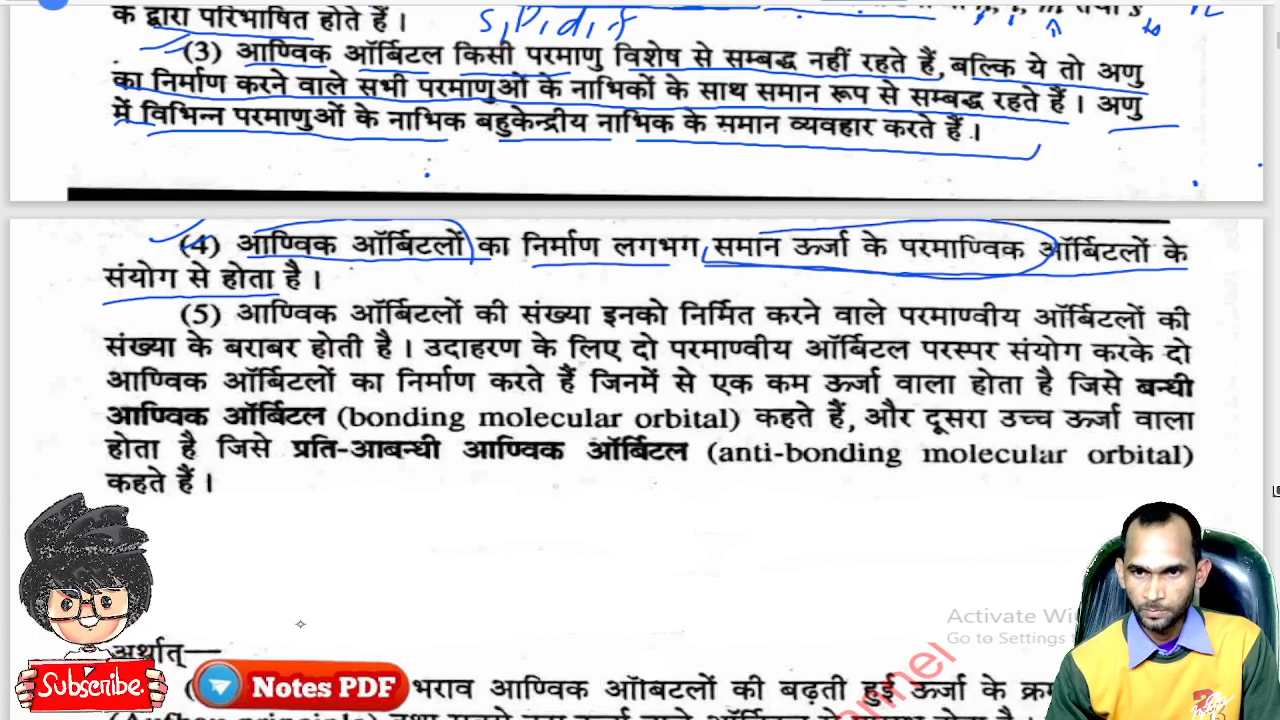 के द्वारा परिभाषित होते हैं।
s, p, d, f
(3) आण्विक ऑर्बिटल किसी परमाणु विशेष से सम्बद्ध नहीं रहते हैं, बल्कि ये तो अणु
का निर्माण करने वाले सभी परमाणुओं के नाभिकों के साथ समान रूप से सम्बद्ध रहते हैं। अणु
में विभिन्न परमाणुओं के नाभिक बहुकेन्द्रीय नाभिक के समान व्यवहार करते हैं।
(4) आण्विक ऑर्बिटलों का निर्माण लगभग समान ऊर्जा के परमाण्विक ऑर्बिटलों के
संयोग से होता है।
(5) आण्विक ऑर्बिटलों की संख्या इनको निर्मित करने वाले परमाण्वीय ऑर्बिटलों की
संख्या के बराबर होती है। उदाहरण के लिए दो परमाण्वीय ऑर्बिटल परस्पर संयोग करके दो
आण्विक ऑर्बिटलों का निर्माण करते हैं जिनमें से एक कम ऊर्जा वाला होता है जिसे बन्धी
आण्विक ऑर्बिटल (bonding molecular orbital) कहते हैं, और दूसरा उच्च ऊर्जा वाला
होता है जिसे प्रति-आबन्धी आण्विक ऑर्बिटल (anti-bonding molecular orbital)
कहते हैं।
Activate
Go to Settings
अर्थात्—
Subscribe.
Notes PDF
भराव आण्विक ऑर्बिटलों की बढ़ती हुई ऊर्जा के